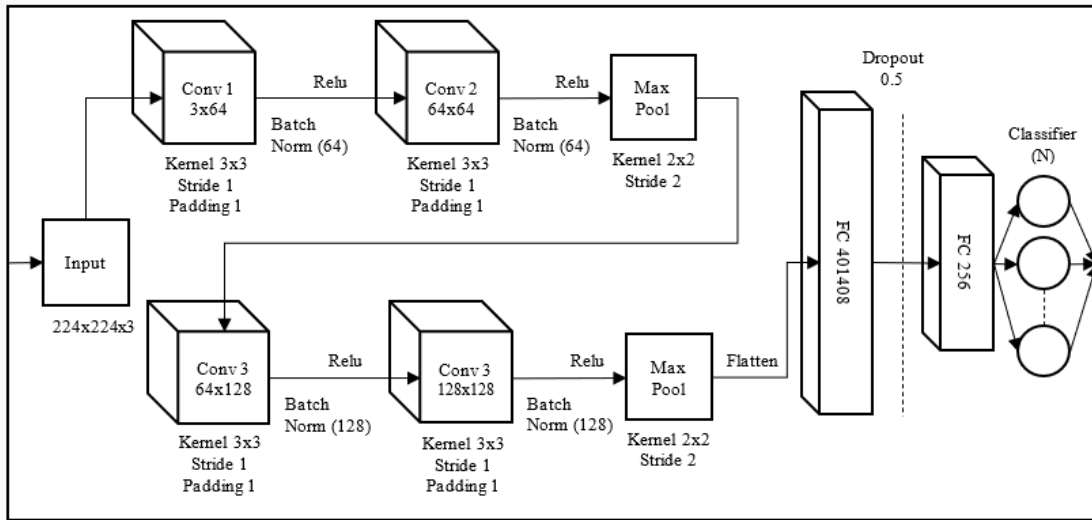 Input
224x224x3
Conv 1
3x64
Kernel 3x3
Stride 1
Padding 1
Relu
Batch
Norm (64)
Conv 2
64x64
Kernel 3x3
Stride 1
Padding 1
Relu
Batch
Norm (64)
Max
Pool
Kernel 2x2
Stride 2
Conv 3
64x128
Kernel 3x3
Stride 1
Padding 1
Relu
Batch
Norm (128)
Conv 3
128x128
Kernel 3x3
Stride 1
Padding 1
Relu
Batch
Norm (128)
Max
Pool
Kernel 2x2
Stride 2
Flatten
FC 401408
Dropout
0.5
FC 256
Classifier
(N)